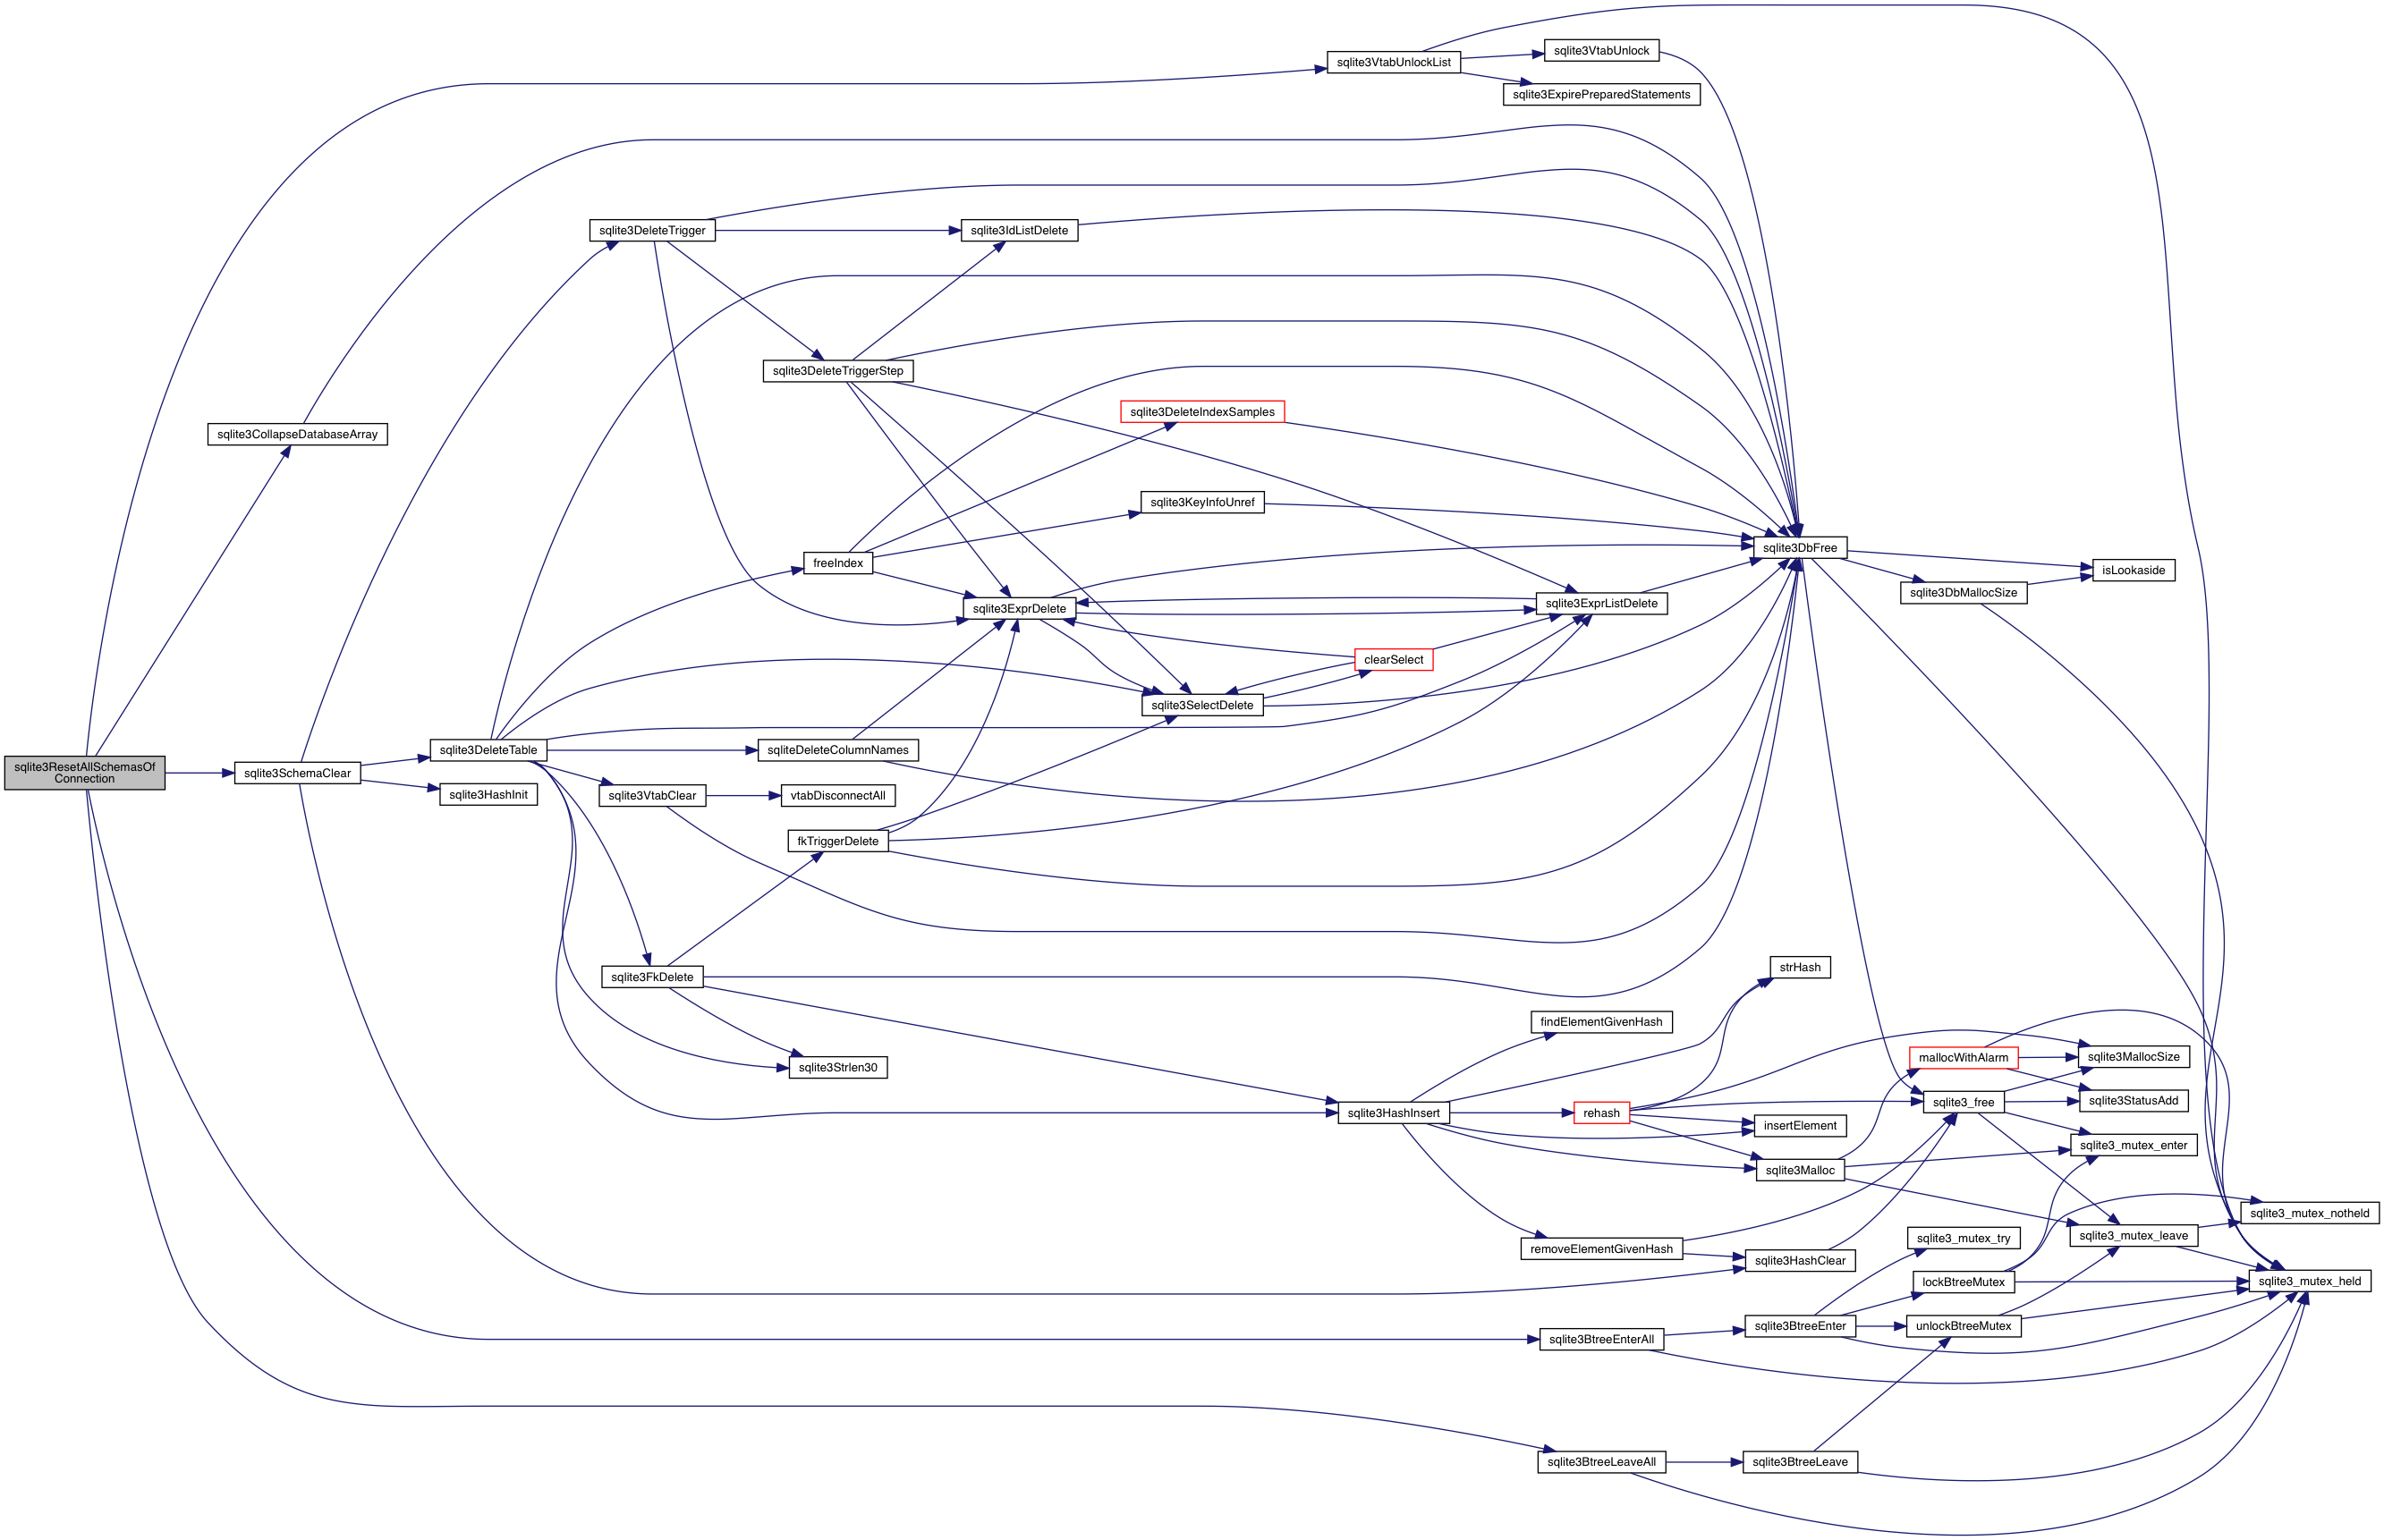 sqlite3ResetAllSchemasOf
Connection
sqlite3CollapseDatabaseArray
sqlite3SchemaClear
sqlite3DeleteTable
sqlite3HashInit
sqlite3DeleteTrigger
sqlite3VtabClear
sqlite3FkDelete
sqlite3DeleteTriggerStep
freeIndex
sqliteDeleteColumnNames
vtabDisconnectAll
fkTriggerDelete
sqlite3Strlen30
sqlite3IdListDelete
sqlite3ExprDelete
sqlite3DeleteIndexSamples
sqlite3KeyInfoUnref
sqlite3SelectDelete
sqlite3VtabUnlockList
clearSelect
sqlite3HashInsert
sqlite3VtabUnlock
sqlite3ExpirePreparedStatements
sqlite3ExprListDelete
findElementGivenHash
rehash
removeElementGivenHash
sqlite3BtreeEnterAll
sqlite3BtreeLeaveAll
sqlite3DbFree
strHash
insertElement
sqlite3Malloc
sqlite3HashClear
sqlite3BtreeEnter
sqlite3BtreeLeave
sqlite3DbMallocSize
mallocWithAlarm
sqlite3_free
sqlite3_mutex_try
lockBtreeMutex
unlockBtreeMutex
isLookaside
sqlite3MallocSize
sqlite3StatusAdd
sqlite3_mutex_enter
sqlite3_mutex_leave
sqlite3_mutex_notheld
sqlite3_mutex_held